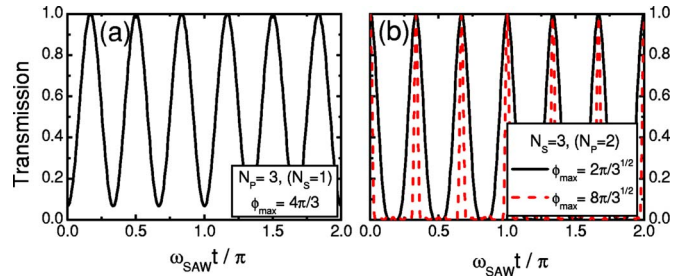 (a)
Transmission
1.0
0.8
0.6
0.4
0.2
0.0
N_P= 3, (N_S=1)
ϕ_max= 4π/3
0.0 0.5 1.0 1.5 2.0
ω_SAW t / π
(b)
1.0
0.8
0.6
0.4
0.2
0.0
N_S=3, (N_P=2)
ϕ_max= 2π/3^1/2
ϕ_max= 8π/3^1/2
0.0 0.5 1.0 1.5 2.0
ω_SAW t / π